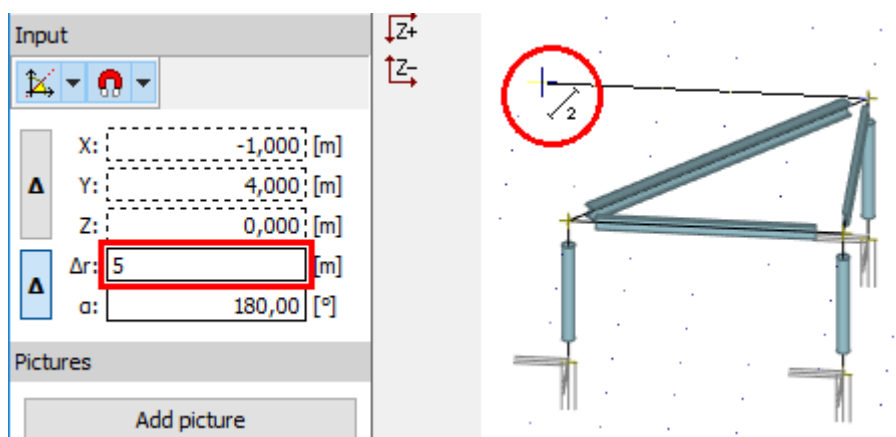 Input
Z+
Z-
X: -1,000 [m]
Δ Y: 4,000 [m]
Z: 0,000 [m]
Δr: 5 [m]
Δ α: 180,00 [°]
Pictures
Add picture
2